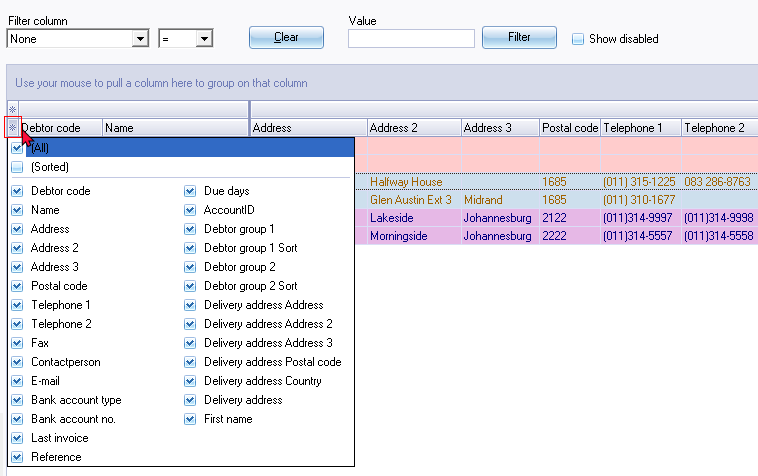 Filter column Value
None = Clear Filter Show disabled
Use your mouse to pull a column here to group on that column
Debtor code Name Address Address 2 Address 3 Postal code Telephone 1 Telephone 2
(All)
(Sorted)
Halfway House 1685 (011) 315-1225 083 286-8763
Glen Austin Ext 3 Midrand 1685 (011) 310-1677
Lakeside Johannesburg 2122 (011)314-9997 (011)314-9998
Morningside Johannesburg 2222 (011)314-5557 (011)314-5558
Debtor code
Name
Address
Address 2
Address 3
Postal code
Telephone 1
Telephone 2
Fax
Contactperson
E-mail
Bank account type
Bank account no.
Last invoice
Reference
Due days
AccountID
Debtor group 1
Debtor group 1 Sort
Debtor group 2
Debtor group 2 Sort
Delivery address Address
Delivery address Address 2
Delivery address Address 3
Delivery address Postal code
Delivery address Country
Delivery address
First name